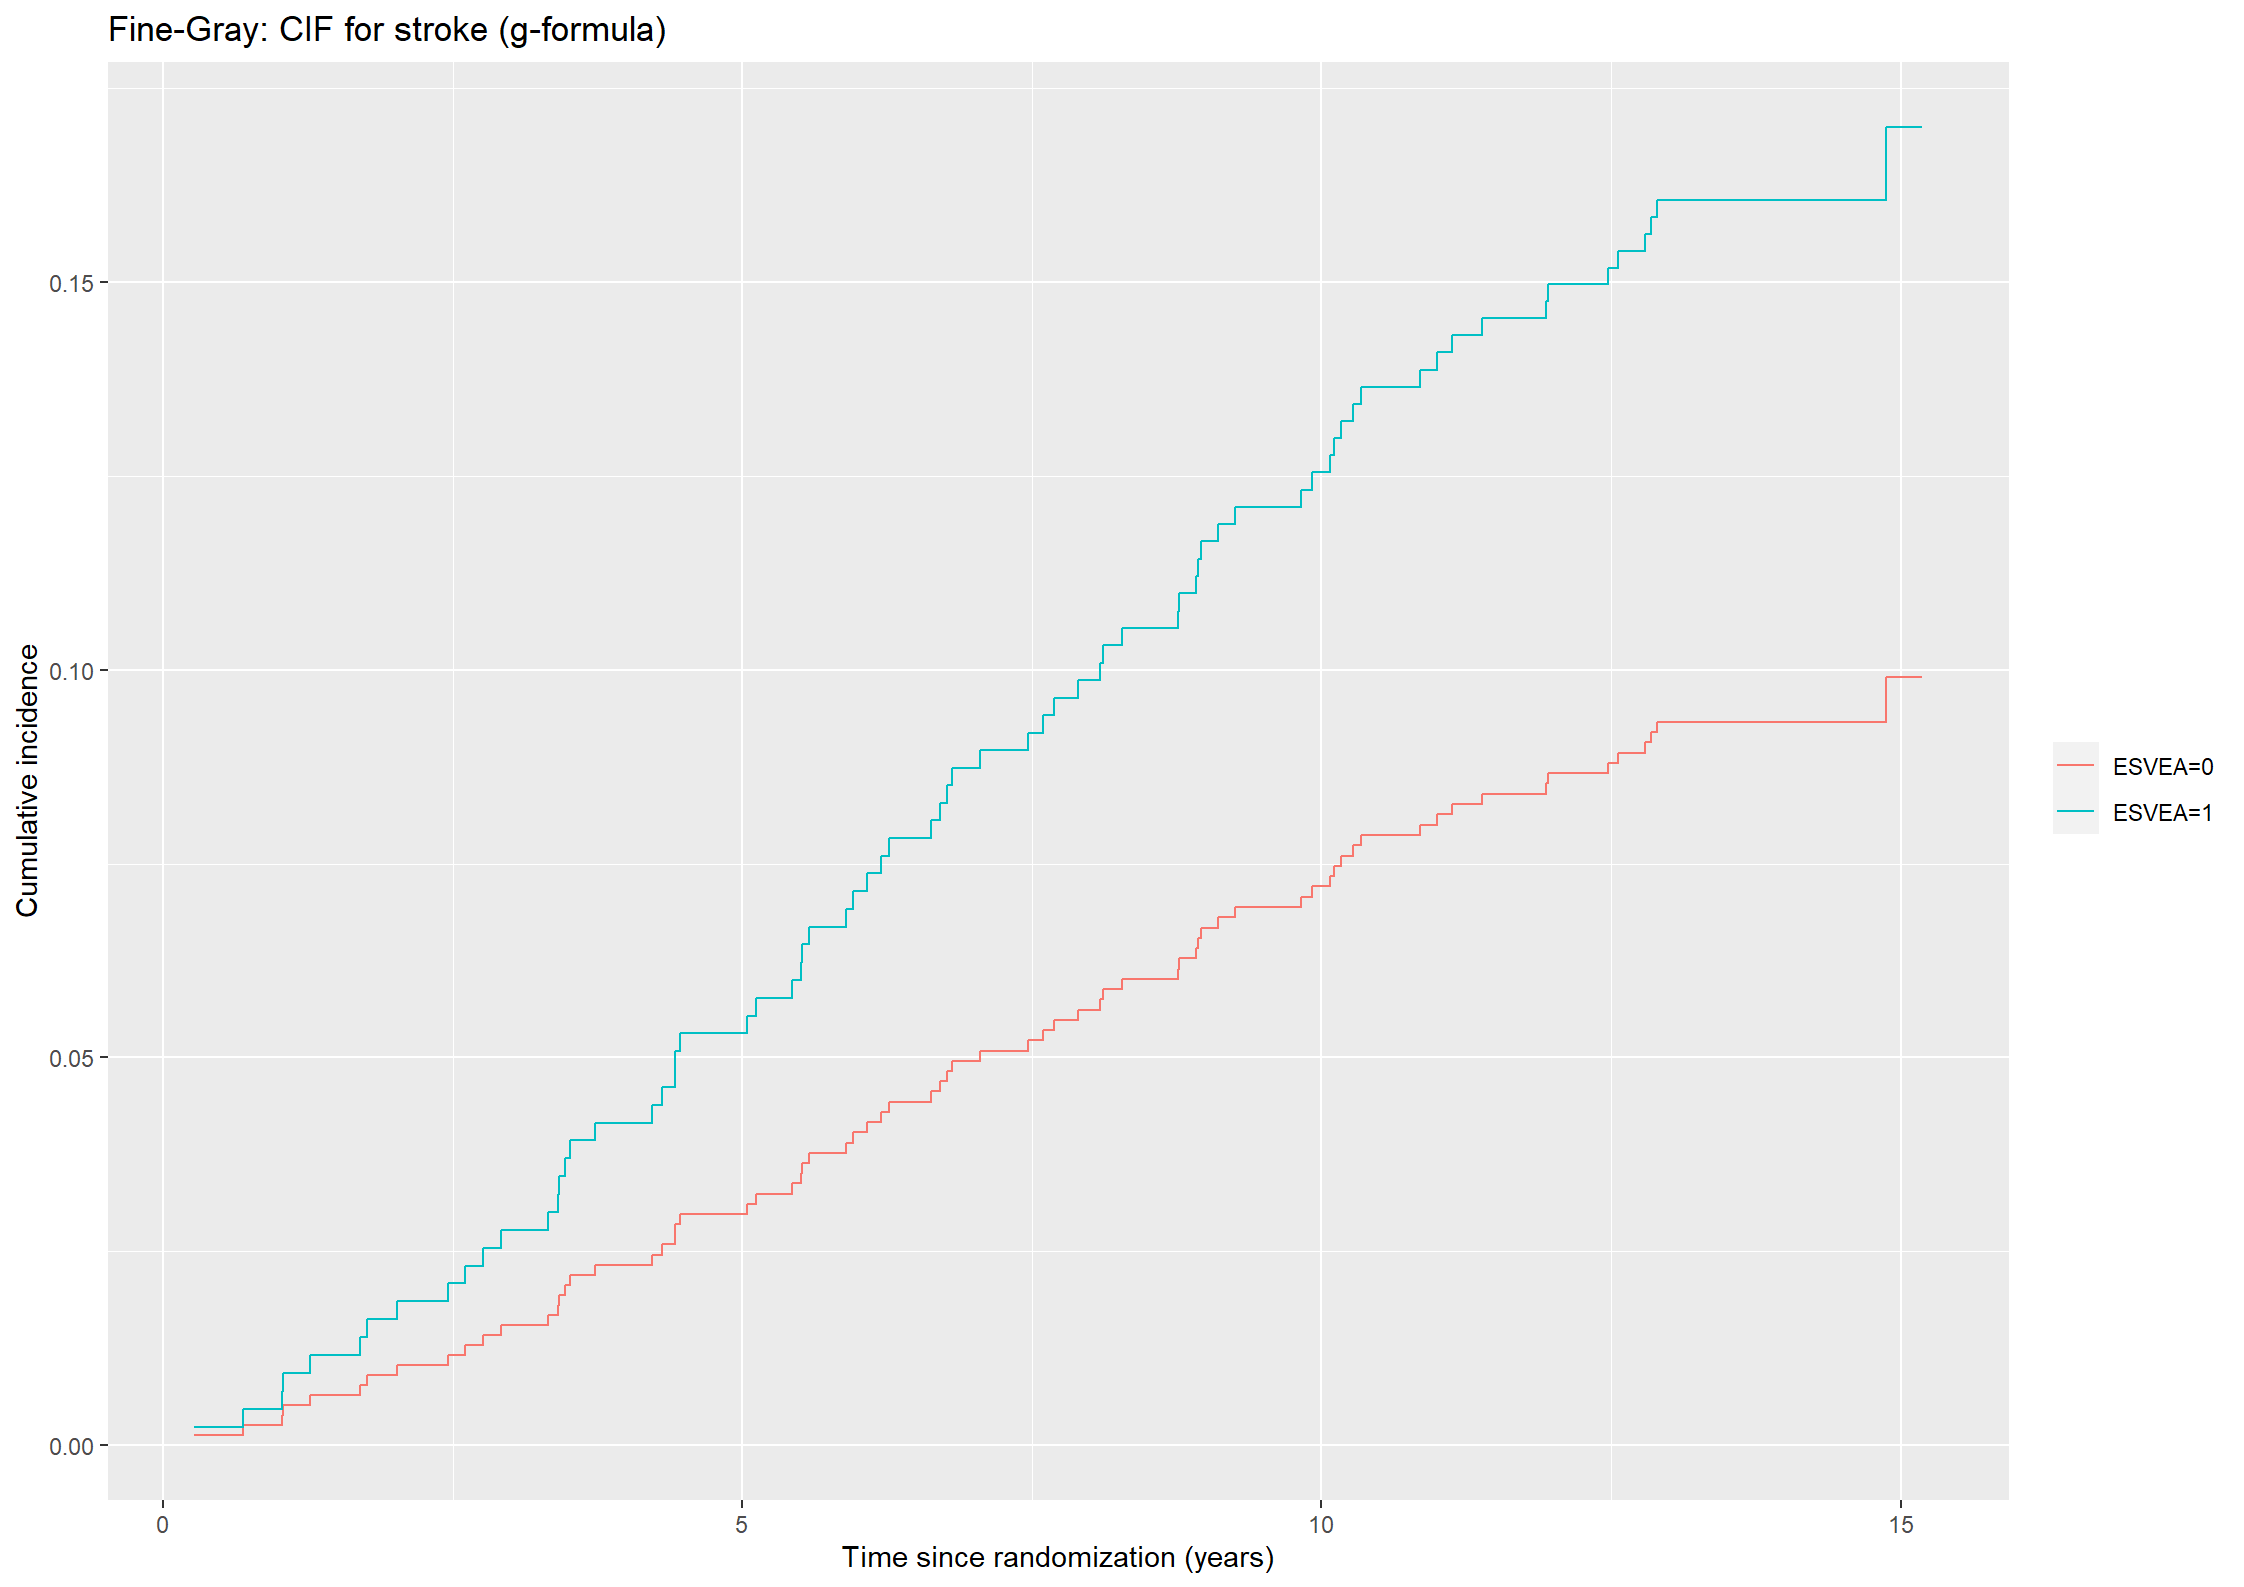 Fine-Gray: CIF for stroke (g-formula)
Cumulative incidence
0.15
0.10
0.05
0.00
0 5 10 15
Time since randomization (years)
ESVEA=0
ESVEA=1